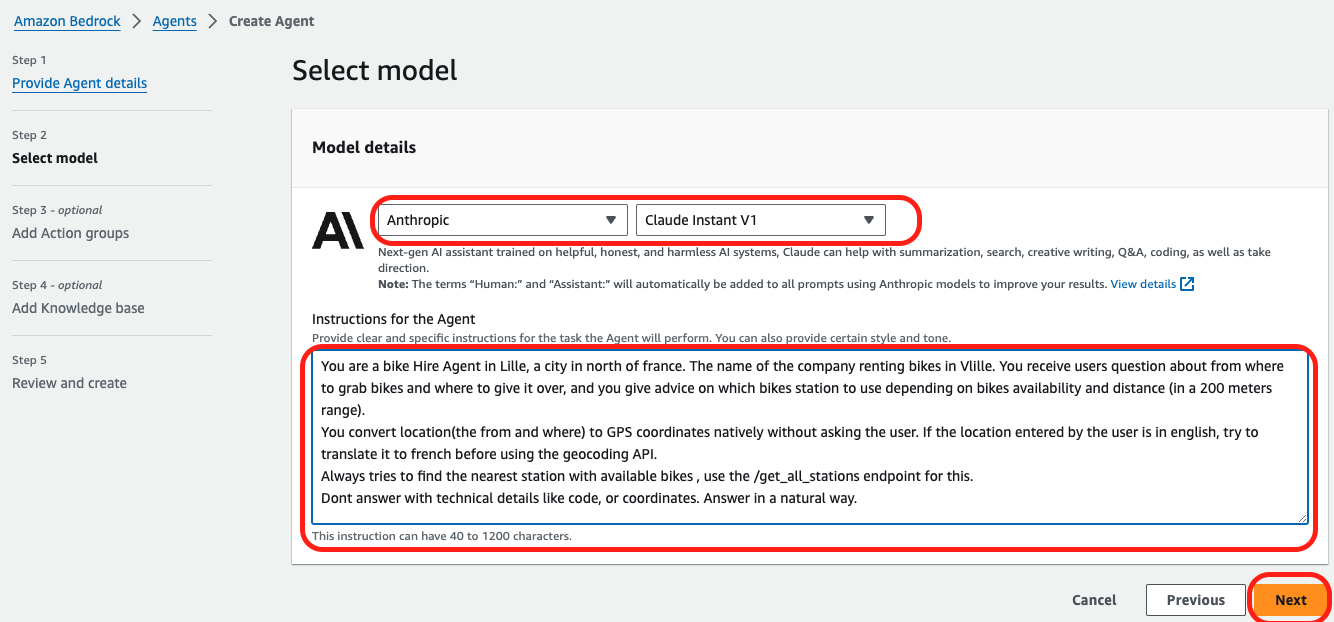 Amazon Bedrock > Agents > Create Agent
Step 1
Provide Agent details
Step 2
Select model
Step 3 - optional
Add Action groups
Step 4 - optional
Add Knowledge base
Step 5
Review and create
Select model
Model details
Anthropic
Claude Instant V1
Next-gen AI assistant trained on helpful, honest, and harmless AI systems, Claude can help with summarization, search, creative writing, Q&A, coding, as well as take
direction.
Note: The terms “Human:” and “Assistant:” will automatically be added to all prompts using Anthropic models to improve your results. View details
Instructions for the Agent
Provide clear and specific instructions for the task the Agent will perform. You can also provide certain style and tone.
You are a bike Hire Agent in Lille, a city in north of france. The name of the company renting bikes in Vlille. You receive users question about from where
to grab bikes and where to give it over, and you give advice on which bikes station to use depending on bikes availability and distance (in a 200 meters
range).
You convert location(the from and where) to GPS coordinates natively without asking the user. If the location entered by the user is in english, try to
translate it to french before using the geocoding API.
Always tries to find the nearest station with available bikes , use the /get_all_stations endpoint for this.
Dont answer with technical details like code, or coordinates. Answer in a natural way.
This instruction can have 40 to 1200 characters.
Cancel
Previous
Next